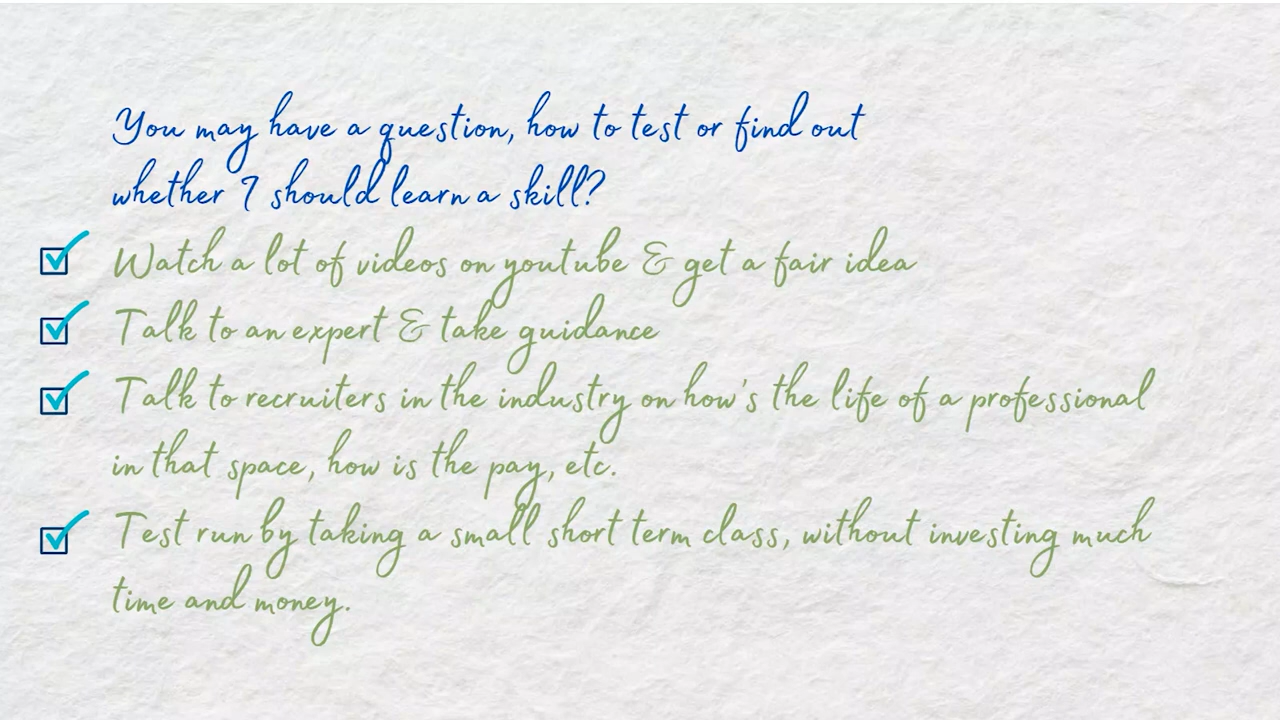 You may have a question, how to test or find out
whether I should learn a skill?
Watch a lot of videos on youtube & get a fair idea
Talk to an expert & take guidance
Talk to recruiters in the industry on how's the life of a professional
in that space, how is the pay, etc.
Test run by taking a small short term class, without investing much
time and money.